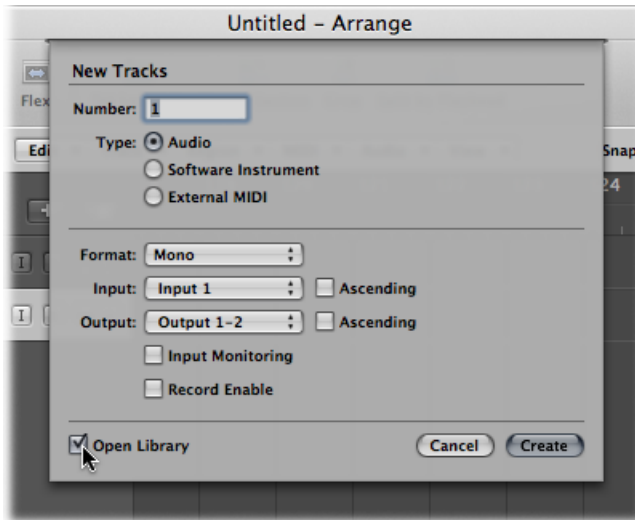 Untitled – Arrange
New Tracks
Flex
Number: 1
Type: Audio
Edi
Snap
Software Instrument
24
External MIDI
Format: Mono
I
Input: Input 1 Ascending
I
Output: Output 1-2 Ascending
Input Monitoring
Record Enable
Open Library Cancel Create